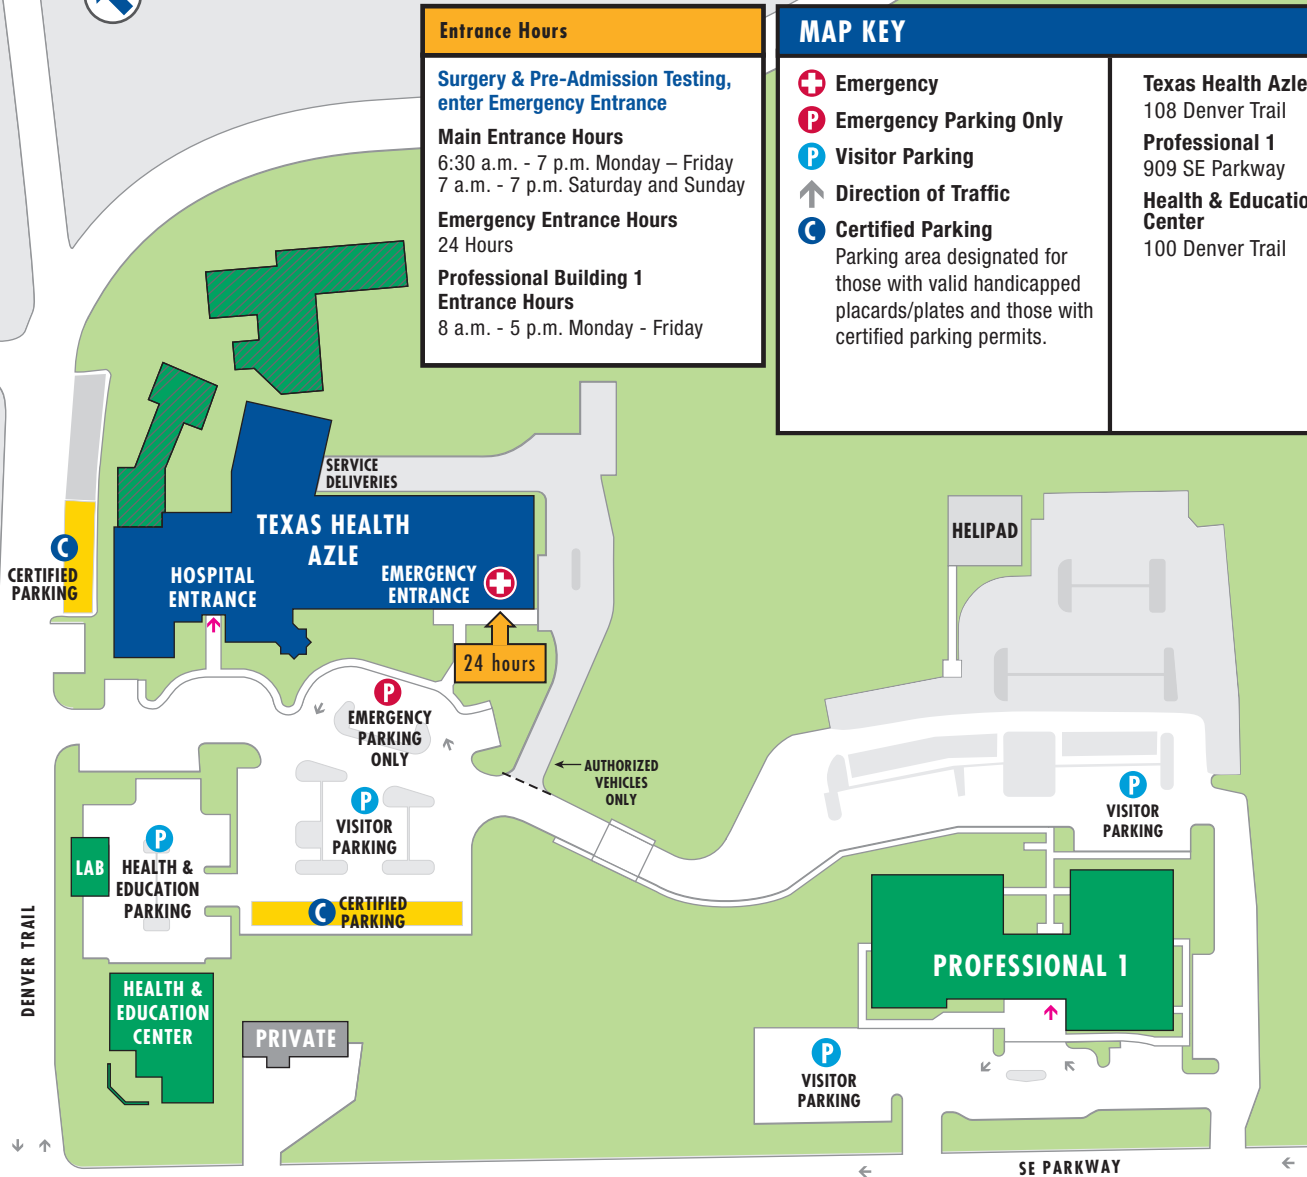 Entrance Hours
Surgery & Pre-Admission Testing,
enter Emergency Entrance
Main Entrance Hours
6:30 a.m. - 7 p.m. Monday – Friday
7 a.m. - 7 p.m. Saturday and Sunday
Emergency Entrance Hours
24 Hours
Professional Building 1
Entrance Hours
8 a.m. - 5 p.m. Monday - Friday
MAP KEY
Emergency
P Emergency Parking Only
P Visitor Parking
Direction of Traffic
C Certified Parking
Parking area designated for
those with valid handicapped
placards/plates and those with
certified parking permits.
Texas Health Azle
108 Denver Trail
Professional 1
909 SE Parkway
Health & Educatio
Center
100 Denver Trail
SERVICE
DELIVERIES
TEXAS HEALTH
AZLE
HOSPITAL
ENTRANCE
EMERGENCY
ENTRANCE
24 hours
C
CERTIFIED
PARKING
HELIPAD
P
EMERGENCY
PARKING
ONLY
AUTHORIZED
VEHICLES
ONLY
P
VISITOR
PARKING
P
VISITOR
PARKING
LAB
P
HEALTH &
EDUCATION
PARKING
C
CERTIFIED
PARKING
DENVER TRAIL
HEALTH &
EDUCATION
CENTER
PRIVATE
PROFESSIONAL 1
P
VISITOR
PARKING
SE PARKWAY